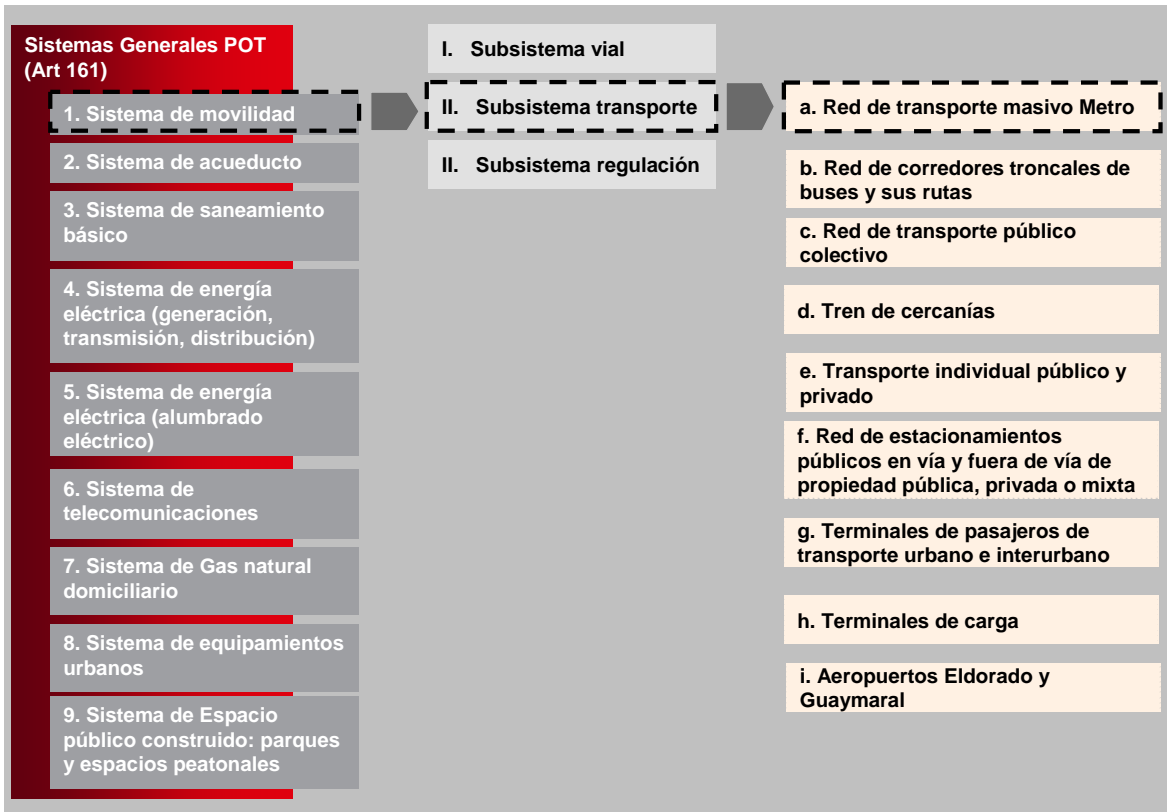 Sistemas Generales POT
(Art 161)
1. Sistema de movilidad
2. Sistema de acueducto
3. Sistema de saneamiento
básico
4. Sistema de energía
eléctrica (generación,
transmisión, distribución)
5. Sistema de energía
eléctrica (alumbrado
eléctrico)
6. Sistema de
telecomunicaciones
7. Sistema de Gas natural
domiciliario
8. Sistema de equipamientos
urbanos
9. Sistema de Espacio
público construido: parques
y espacios peatonales
I. Subsistema vial
II. Subsistema transporte
II. Subsistema regulación
a. Red de transporte masivo Metro
b. Red de corredores troncales de
buses y sus rutas
c. Red de transporte público
colectivo
d. Tren de cercanías
e. Transporte individual público y
privado
f. Red de estacionamientos
públicos en vía y fuera de vía de
propiedad pública, privada o mixta
g. Terminales de pasajeros de
transporte urbano e interurbano
h. Terminales de carga
i. Aeropuertos Eldorado y
Guaymaral